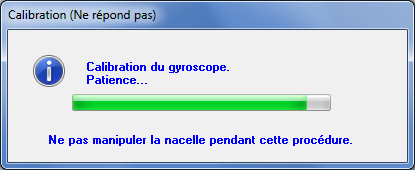 Calibration (Ne répond pas)
Calibration du gyroscope.
Patience...
Ne pas manipuler la nacelle pendant cette procédure.